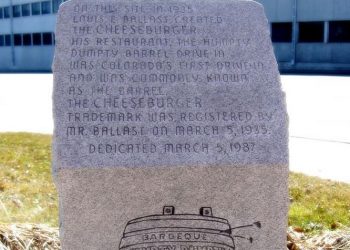 ON THIS SITE IN 1935
LOUIS E. BALLAST CREATED
THE CHEESEBURGER
HIS RESTAURANT, THE HUMPTY
DUMPTY BARREL DRIVE IN
WAS COLORADO'S FIRST DRIVE IN
AND WAS COMMONLY KNOWN
AS THE BARREL.
THE CHEESEBURGER
TRADEMARK WAS REGISTERED BY
MR. BALLAST ON MARCH 5, 1935.
DEDICATED MARCH 5, 1987
BARBEQUE